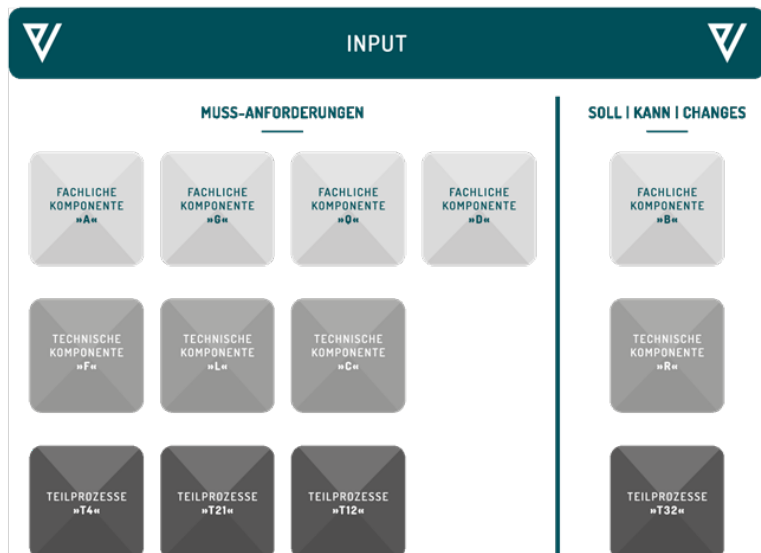 INPUT
MUSS-ANFORDERUNGEN
SOLL | KANN | CHANGES
FACHLICHE
KOMPONENTE
»A«
FACHLICHE
KOMPONENTE
»G«
FACHLICHE
KOMPONENTE
»Q«
FACHLICHE
KOMPONENTE
»D«
FACHLICHE
KOMPONENTE
»B«
TECHNISCHE
KOMPONENTE
»F«
TECHNISCHE
KOMPONENTE
»L«
TECHNISCHE
KOMPONENTE
»C«
TECHNISCHE
KOMPONENTE
»R«
TEILPROZESSE
»T4«
TEILPROZESSE
»T21«
TEILPROZESSE
»T12«
TEILPROZESSE
»T32«